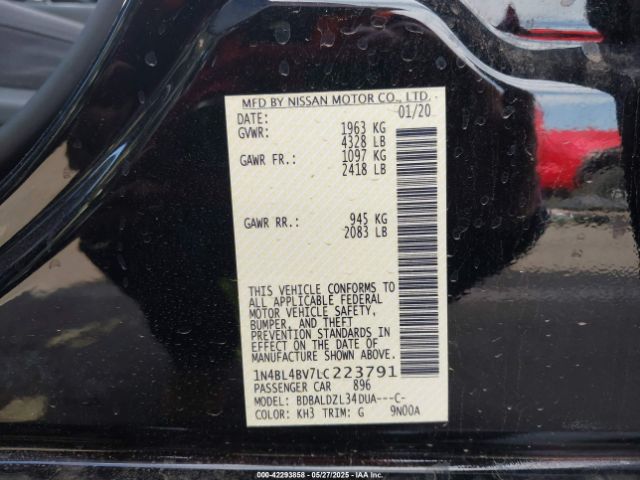 MFD BY NISSAN MOTOR CO., LTD.
DATE: 01/20
GVWR: 1963 KG
4328 LB
GAWR FR.: 1097 KG
2418 LB
GAWR RR.: 945 KG
2083 LB
THIS VEHICLE CONFORMS TO
ALL APPLICABLE FEDERAL
MOTOR VEHICLE SAFETY,
BUMPER, AND THEFT
PREVENTION STANDARDS IN
EFFECT ON THE DATE OF
MANUFACTURE SHOWN ABOVE.
1N4BL4BV7LC223791
PASSENGER CAR 896
MODEL: BDBALDZL34DUA---C-
COLOR: KH3 TRIM: G 9N00A
000-42293858 - 05/27/2025 - IAAI.COM